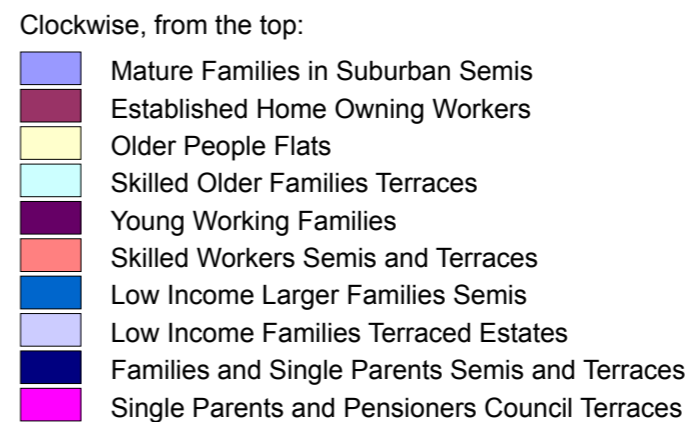 Clockwise, from the top:
Mature Families in Suburban Semis
Established Home Owning Workers
Older People Flats
Skilled Older Families Terraces
Young Working Families
Skilled Workers Semis and Terraces
Low Income Larger Families Semis
Low Income Families Terraced Estates
Families and Single Parents Semis and Terraces
Single Parents and Pensioners Council Terraces